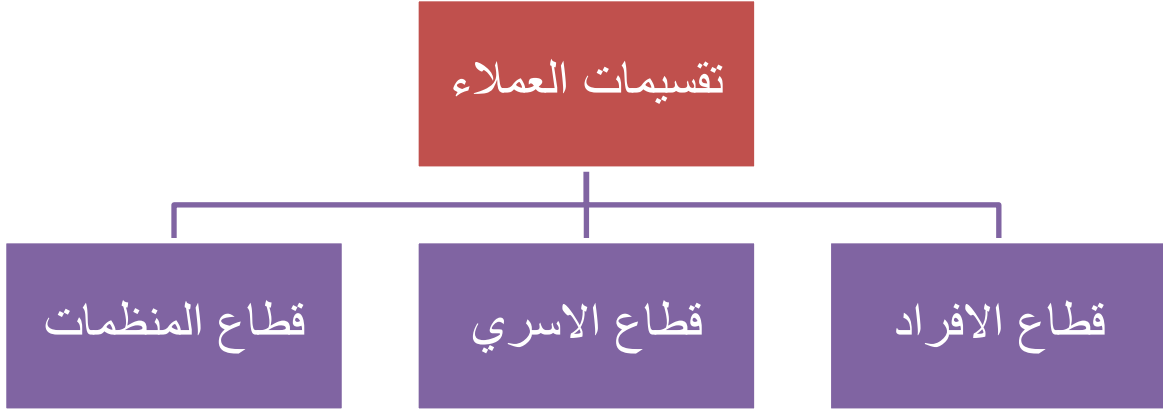 تقسيمات العملاء
قطاع الافراد
قطاع الاسري
قطاع المنظمات